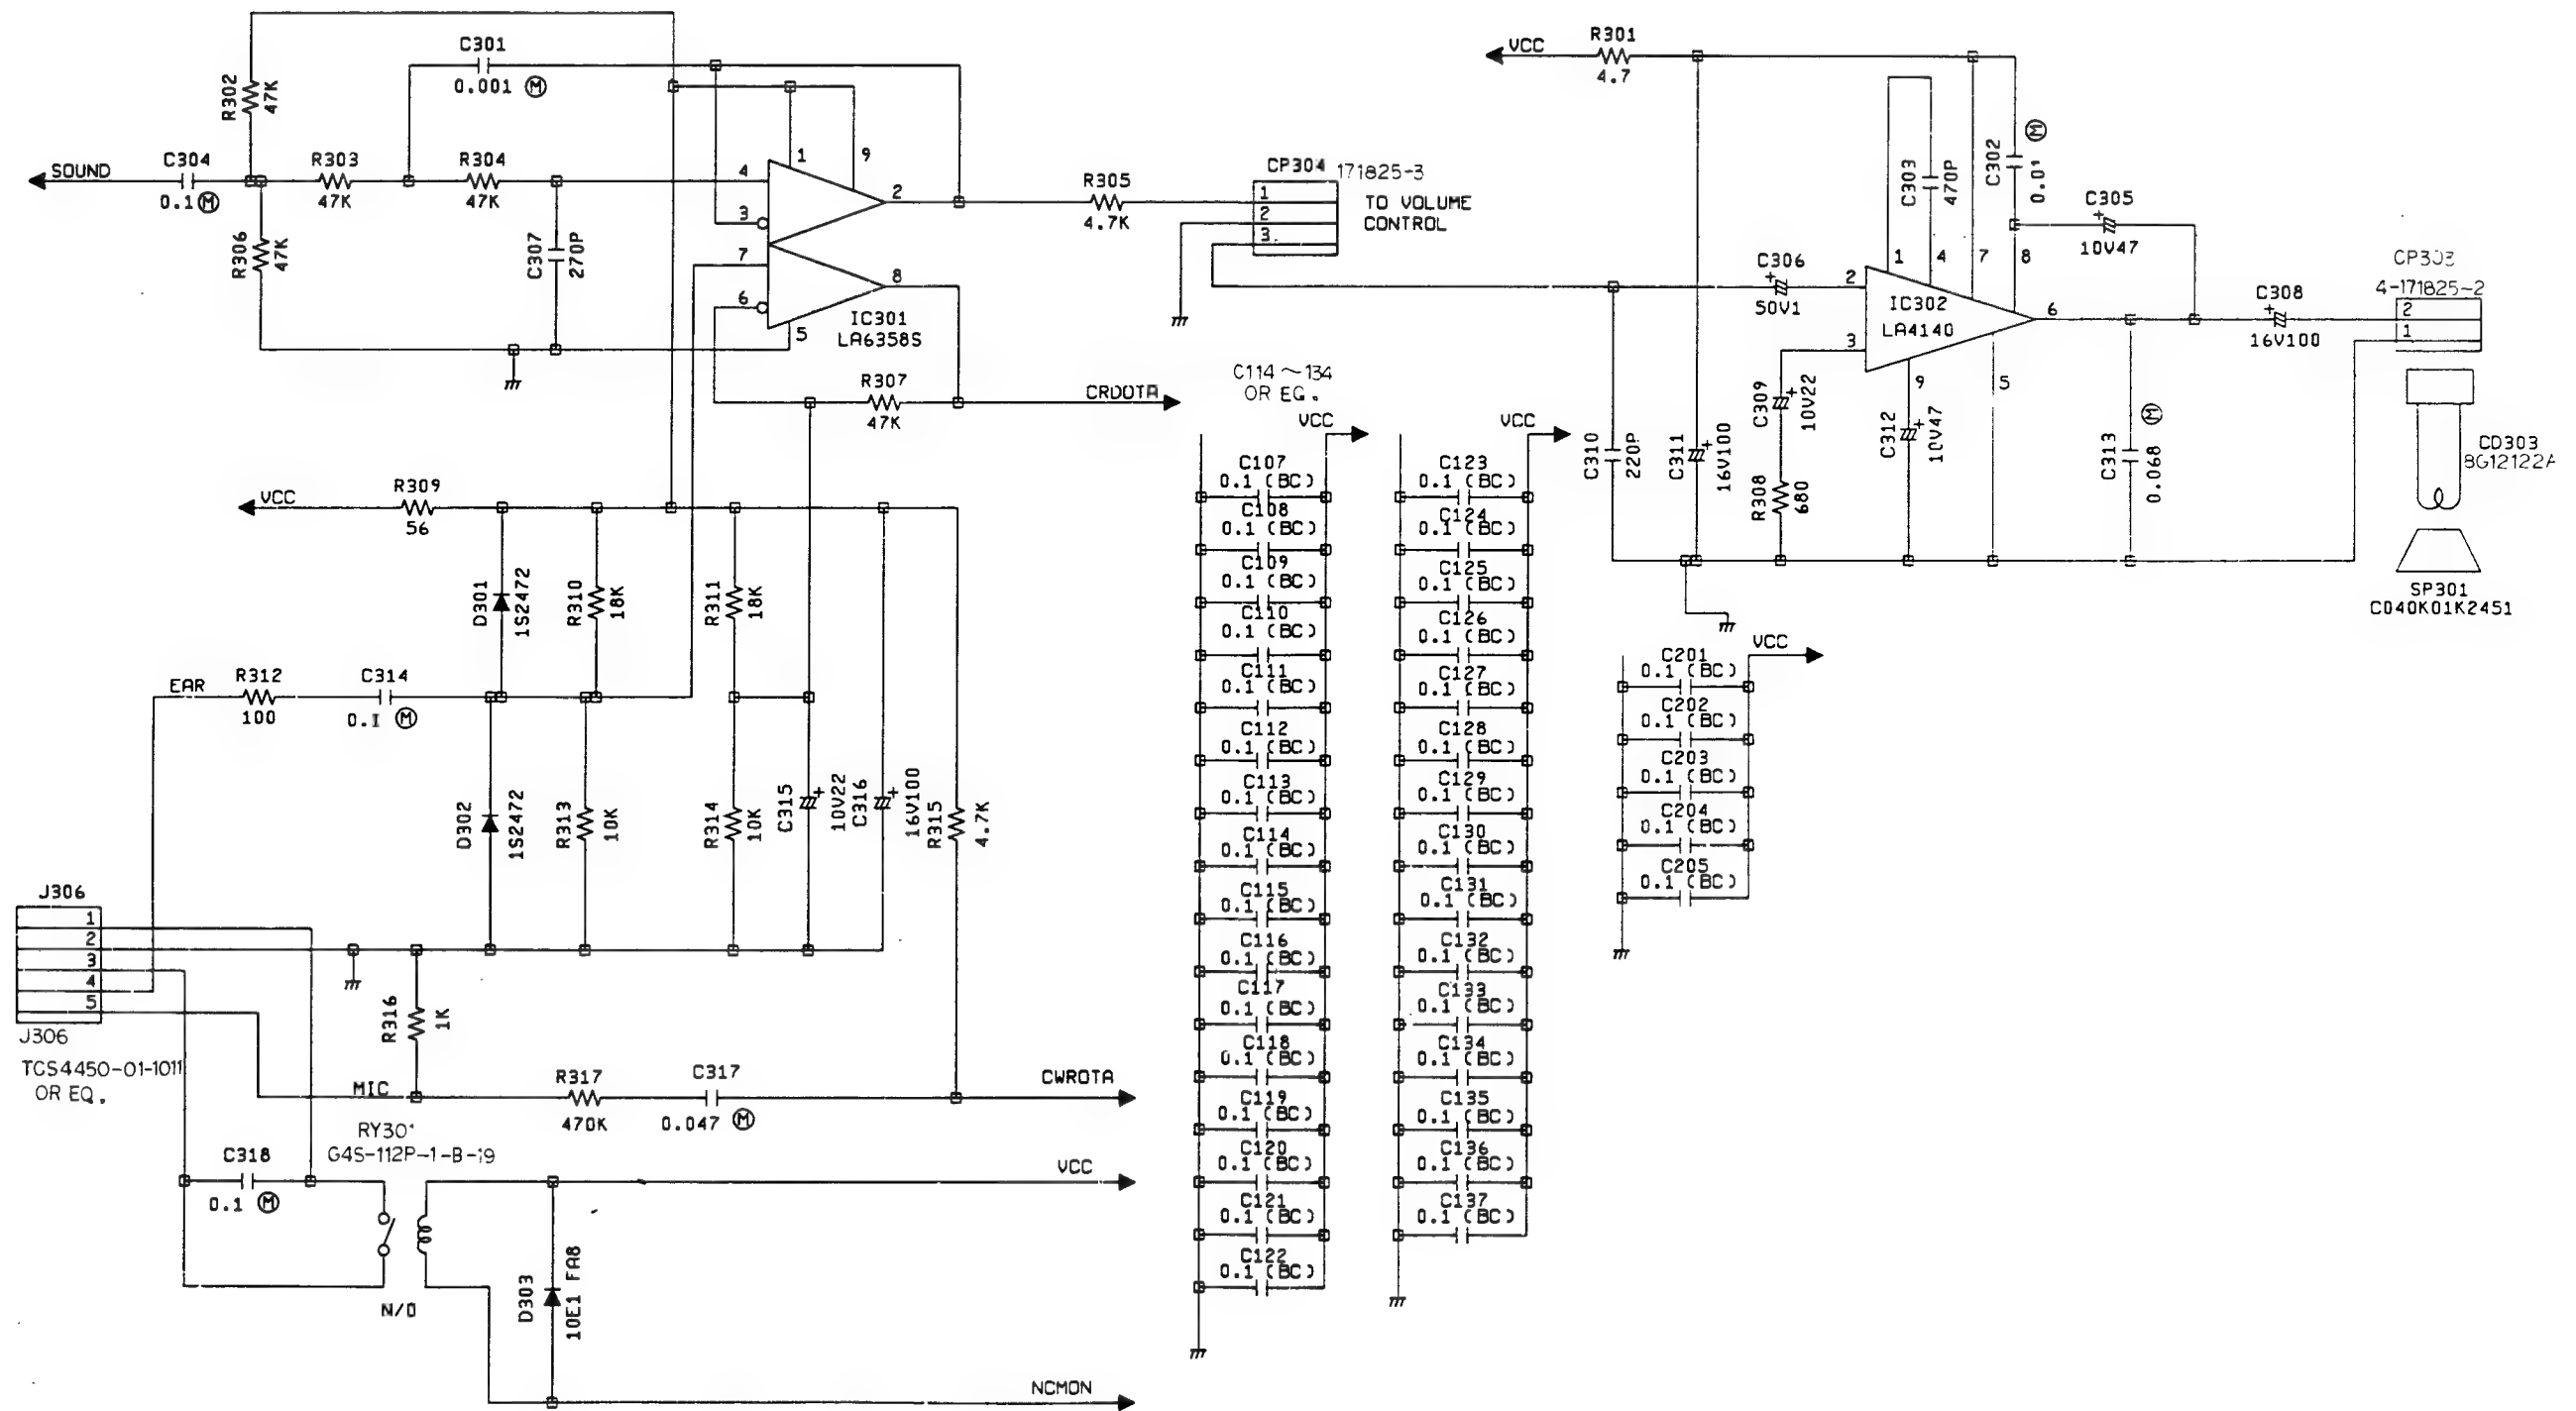 C301
0.001 Ⓜ
R302
47K
SOUND
C304
0.1 Ⓜ
R303
47K
R304
47K
R306
47K
C307
270P
1
9
4
3
2
7
6
8
5
IC301
LA6358S
R305
4.7K
CP304 171825-3
1
2
3
TO VOLUME
CONTROL
R307
47K
CRDDTA
VCC
R301
4.7
C303
470P
C302
Ⓜ
C305
10V47
1
4
7
8
C306
50V1
2
3
IC302
LA4140
6
9
5
C308
16V100
CP303
4-171825-2
2
1
C310
220P
C311
16V100
C309
10V22
R308
680
C312
10V47
C313
0.068 Ⓜ
CD303
8G12122A
SP301
C040K01K2451
VCC
R309
56
D301
1S2472
R310
18K
R311
18K
EAR
R312
100
C314
0.1 Ⓜ
D302
1S2472
R313
10K
R314
10K
C315
10V22
C316
16V100
R315
4.7K
J306
1
2
3
4
5
J306
TCS4450-01-1011
OR EQ.
R316
1K
MIC
R317
470K
C317
0.047 Ⓜ
CWRDTA
RY301
G4S-112P-1-B-19
C318
0.1 Ⓜ
N/O
VCC
D303
10E1 FA8
NCMON
C114～134
OR EQ.
VCC
C107
0.1 (BC)
C108
0.1 (BC)
C109
0.1 (BC)
C110
0.1 (BC)
C111
0.1 (BC)
C112
0.1 (BC)
C113
0.1 (BC)
C114
0.1 (BC)
C115
0.1 (BC)
C116
0.1 (BC)
C117
0.1 (BC)
C118
0.1 (BC)
C119
0.1 (BC)
C120
0.1 (BC)
C121
0.1 (BC)
C122
0.1 (BC)
VCC
C123
0.1 (BC)
C124
0.1 (BC)
C125
0.1 (BC)
C126
0.1 (BC)
C127
0.1 (BC)
C128
0.1 (BC)
C129
0.1 (BC)
C130
0.1 (BC)
C131
0.1 (BC)
C132
0.1 (BC)
C133
0.1 (BC)
C134
0.1 (BC)
C135
0.1 (BC)
C136
0.1 (BC)
C137
0.1 (BC)
VCC
C201
0.1 (BC)
C202
0.1 (BC)
C203
0.1 (BC)
C204
0.1 (BC)
C205
0.1 (BC)